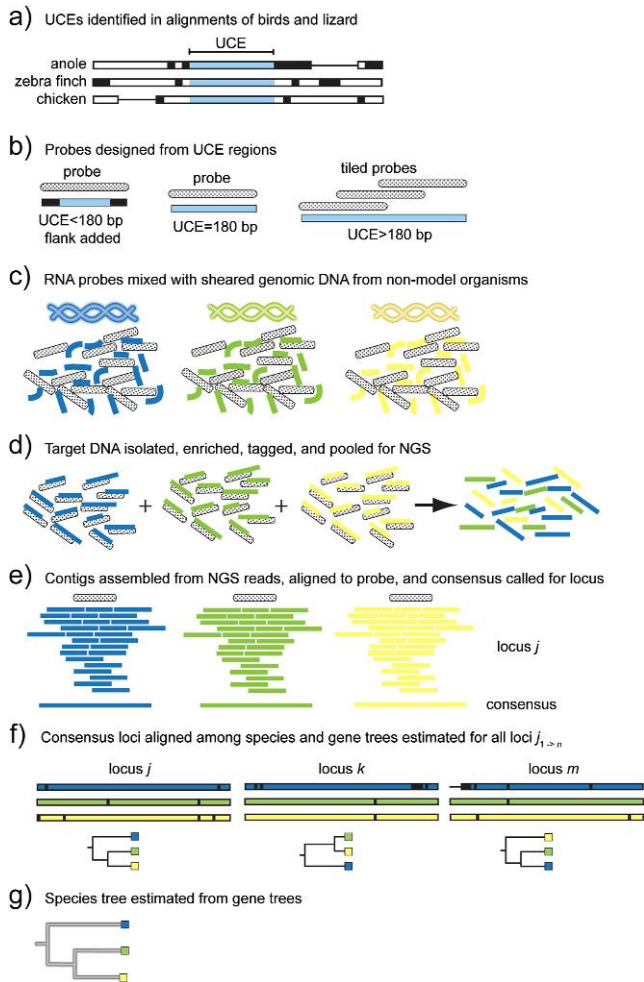 a) UCEs identified in alignments of birds and lizard
UCE
anole
zebra finch
chicken
b) Probes designed from UCE regions
probe
probe
tiled probes
UCE<180 bp
flank added
UCE=180 bp
UCE>180 bp
c) RNA probes mixed with sheared genomic DNA from non-model organisms
d) Target DNA isolated, enriched, tagged, and pooled for NGS
+
+
e) Contigs assembled from NGS reads, aligned to probe, and consensus called for locus
locus j
consensus
f) Consensus loci aligned among species and gene trees estimated for all loci j1->n
locus j
locus k
locus m
g) Species tree estimated from gene trees